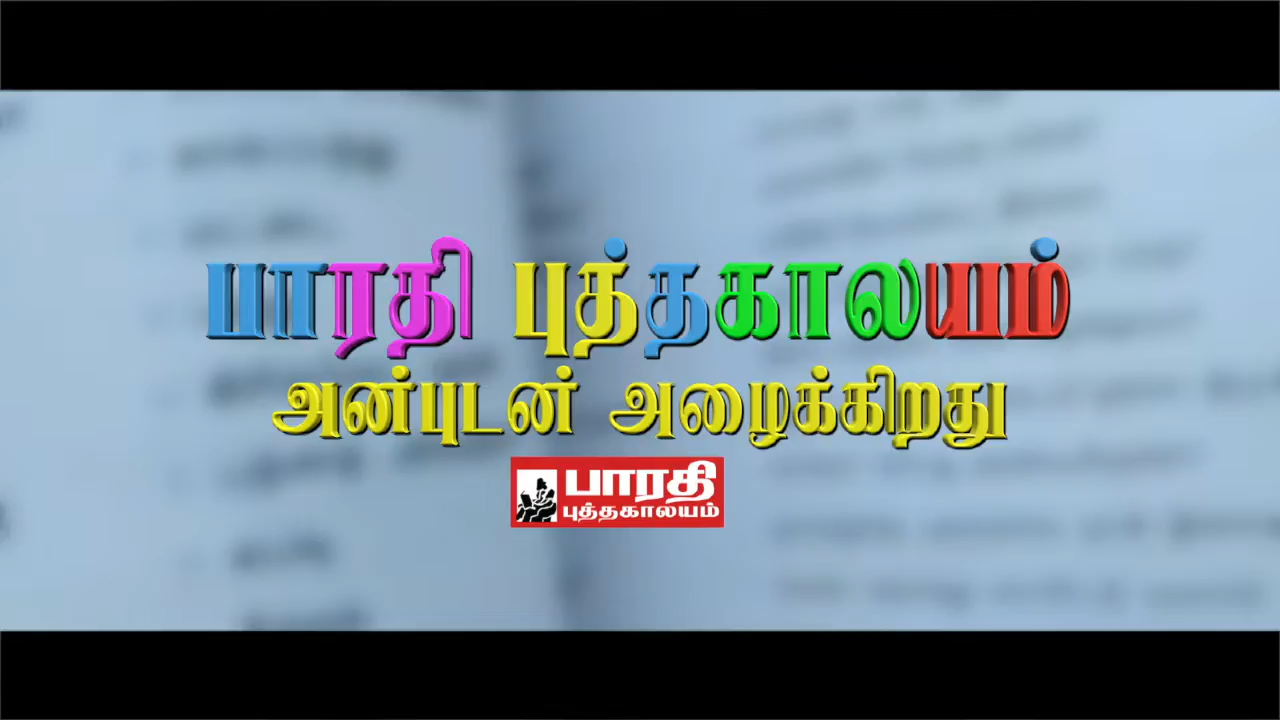 பாரதி புத்தகாலயம்
அன்புடன் அழைக்கிறது
பாரதி
புத்தகாலயம்